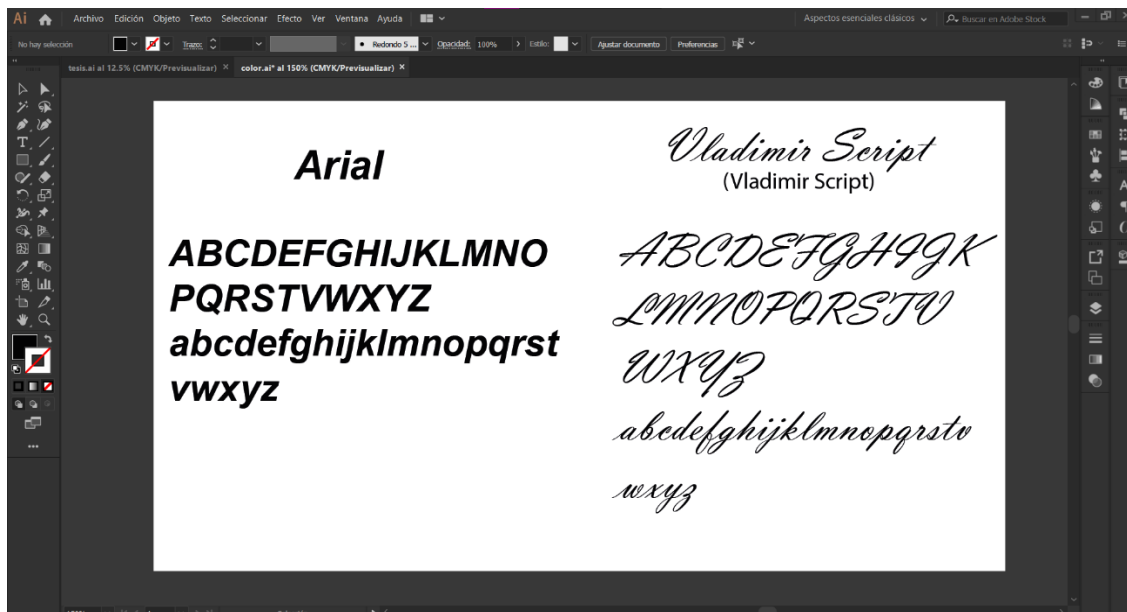 Ai Archivo Edición Objeto Texto Seleccionar Efecto Ver Ventana Ayuda Aspectos esenciales clásicos Buscar en Adobe Stock
No hay selección Trazo: Redondo 5 ... Opacidad: 100% Estilo: Ajustar documento Preferencias
tesis.ai al 12.5% (CMYK/Previsualizar) × color.ai* al 150% (CMYK/Previsualizar) ×
Arial
ABCDEFGHIJKLMNO
PQRSTVWXYZ
abcdefghijklmnopqrst
vwxyz
Vladimir Script
(Vladimir Script)
ABCDEFGHIJK
LMNOPQRSTV
WXYZ
abcdefghijklmnopqrstv
wxyz